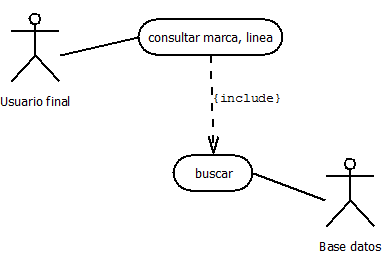 consultar marca, linea
Usuario final
{include}
buscar
Base datos